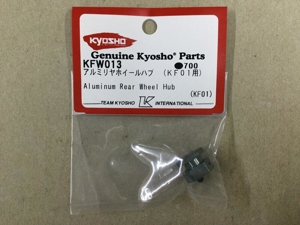 KYOSHO
Genuine Kyosho® Parts
KFW013 ●700
アルミリヤホイールハブ (KF01用)
Aluminum Rear Wheel Hub
(KF01)
TEAM KYOSHO K INTERNATIONAL